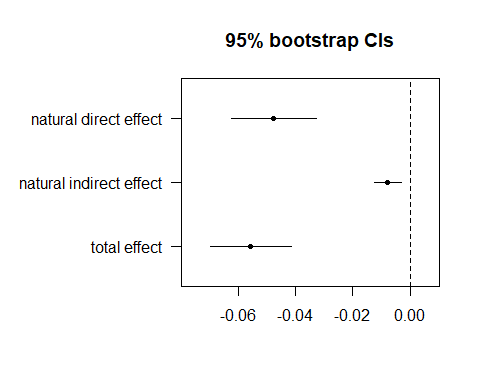 95% bootstrap CIs
natural direct effect
natural indirect effect
total effect
-0.06 -0.04 -0.02 0.00